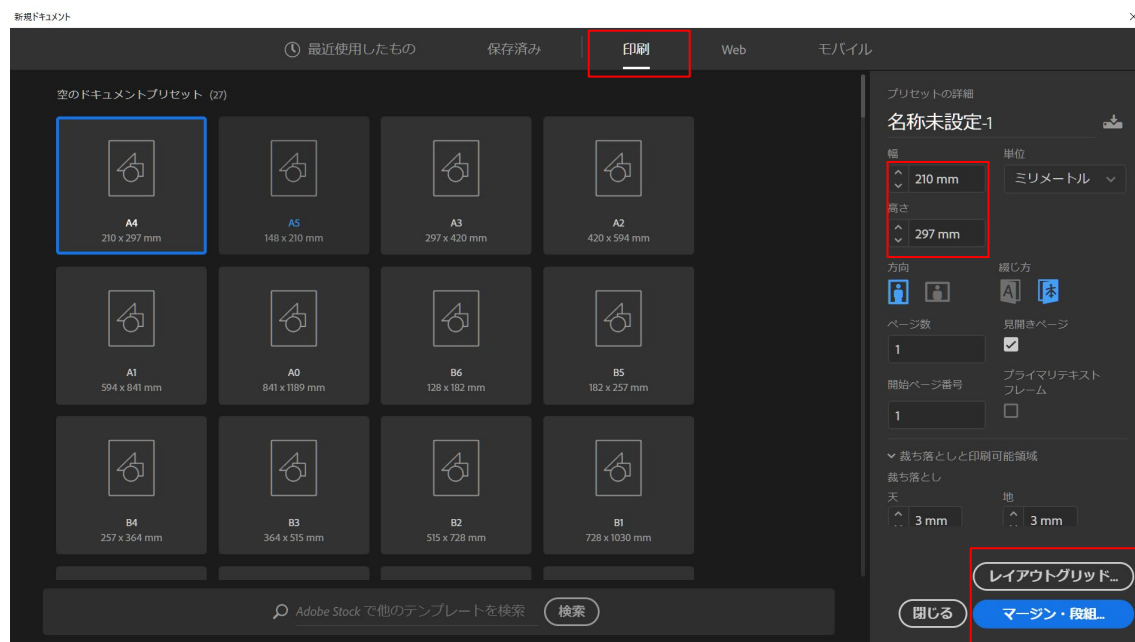 新規ドキュメント
最近使用したもの 保存済み 印刷 Web モバイル
空のドキュメントプリセット (27)
A4
210 x 297 mm
A5
148 x 210 mm
A3
297 x 420 mm
A2
420 x 594 mm
A1
594 x 841 mm
A0
841 x 1189 mm
B6
128 x 182 mm
B5
182 x 257 mm
B4
257 x 364 mm
B3
364 x 515 mm
B2
515 x 728 mm
B1
728 x 1030 mm
Adobe Stock で他のテンプレートを検索 検索
プリセットの詳細
名称未設定-1
幅 単位
210 mm ミリメートル
高さ
297 mm
方向 綴じ方
A 本
ページ数 見開きページ
1
開始ページ番号 プライマリテキスト
フレーム
1
裁ち落としと印刷可能領域
裁ち落とし
天 地
3 mm 3 mm
レイアウトグリッド...
閉じる マージン・段組...